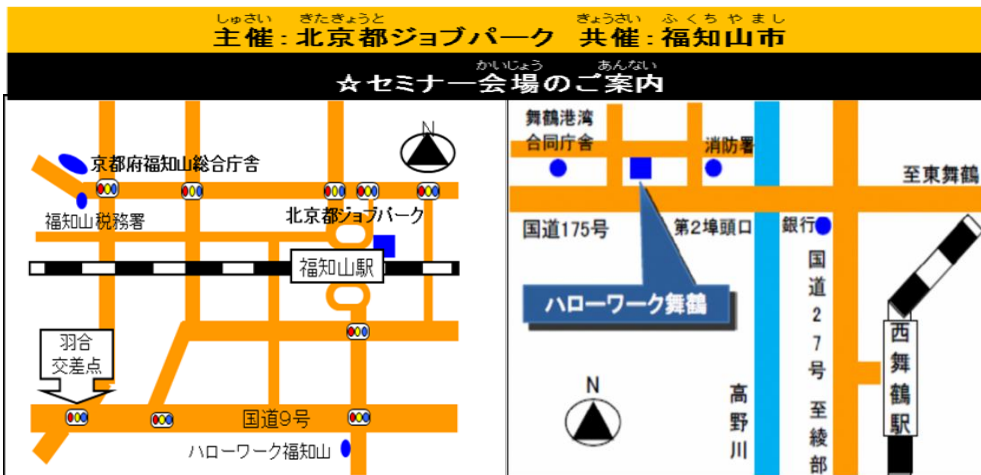 しゅさい きたきょうと きょうさい ふくちやまし
主催：北京都ジョブパーク 共催：福知山市
かいじょう あんない
☆セミナー会場のご案内
N
京都府福知山総合庁舎
福知山税務署
北京都ジョブパーク
福知山駅
羽合
交差点
国道9号
ハローワーク福知山
舞鶴港湾
合同庁舎
消防署
至東舞鶴
国道175号
第2埠頭口
銀行
ハローワーク舞鶴
国道27号 至綾部
西舞鶴駅
高野川
N